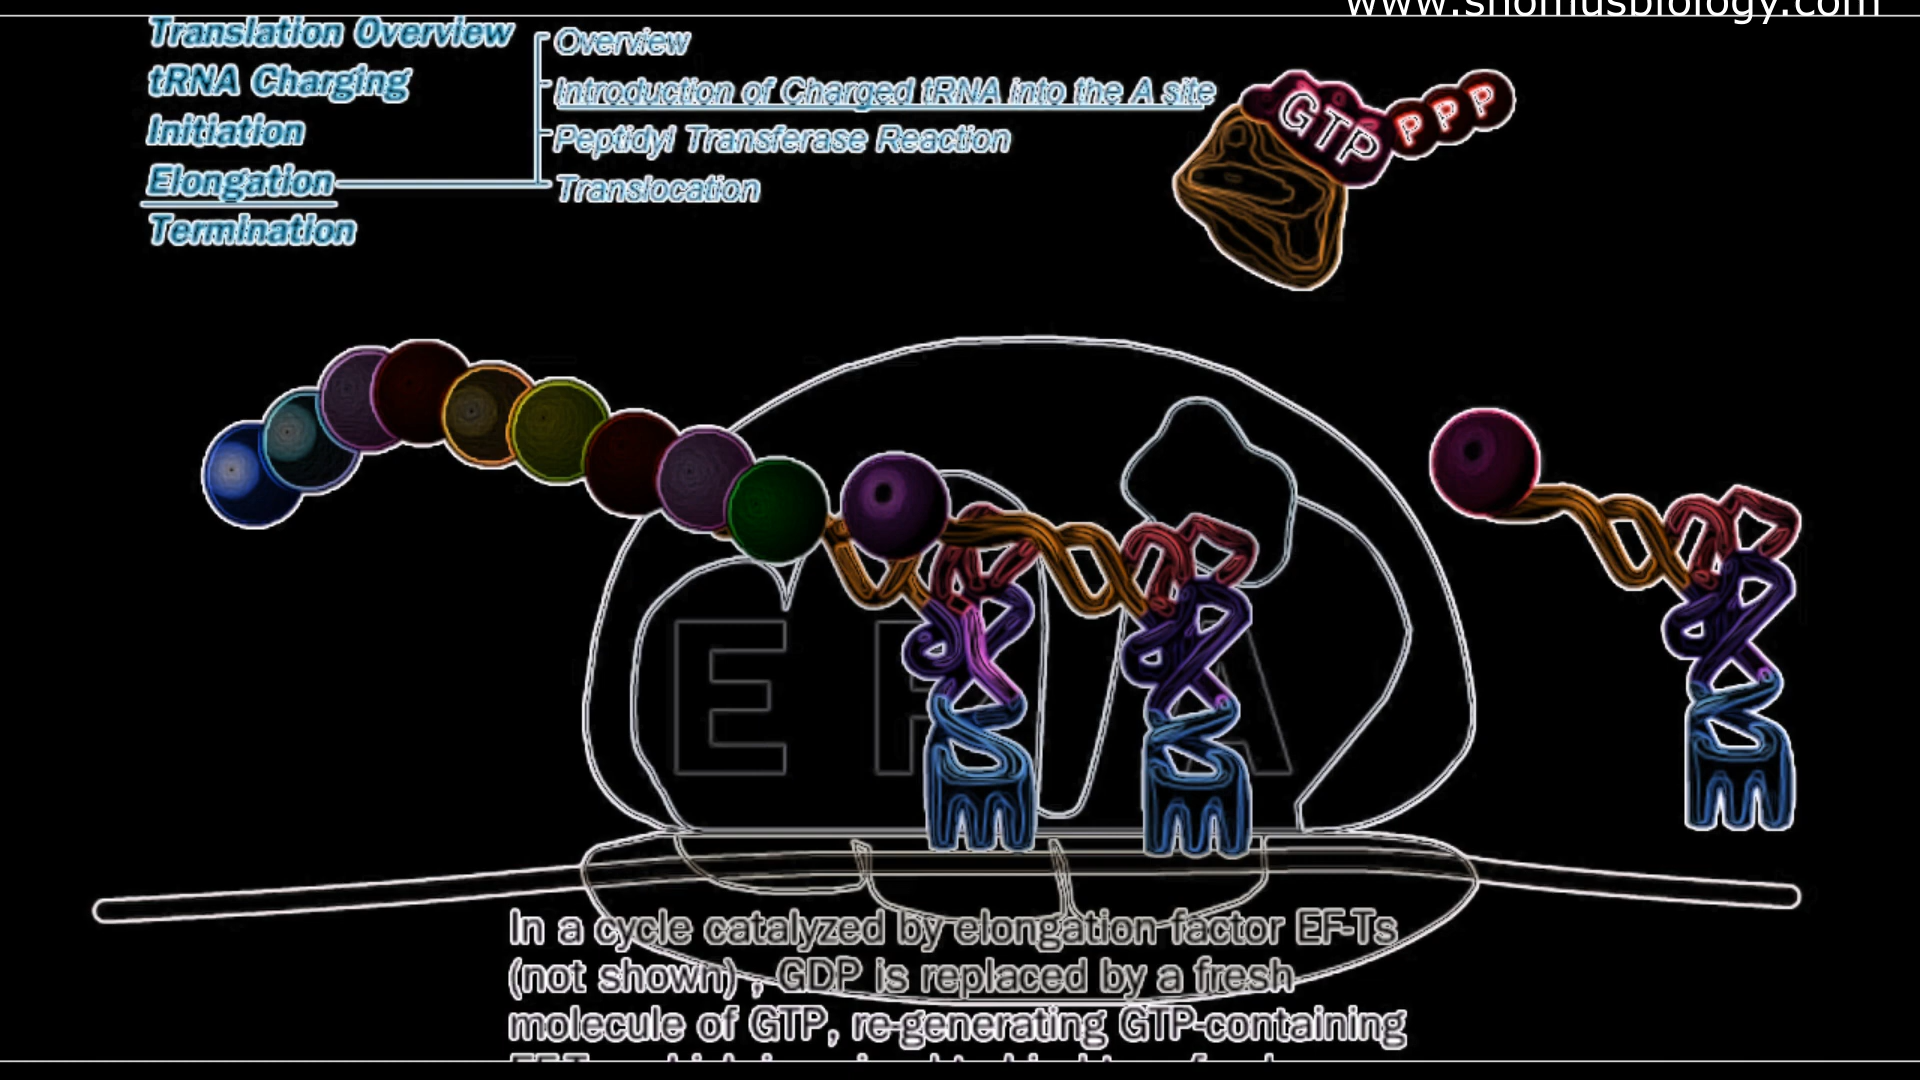 www.shomusbiology.com
Translation Overview
tRNA Charging
Initiation
Elongation
Termination
Overview
Introduction of Charged tRNA into the A site
Peptidyl Transferase Reaction
Translocation
GTP
P P P
E P A
In a cycle catalyzed by elongation factor EF-Ts
(not shown) , GDP is replaced by a fresh
molecule of GTP, re-generating GTP-containing